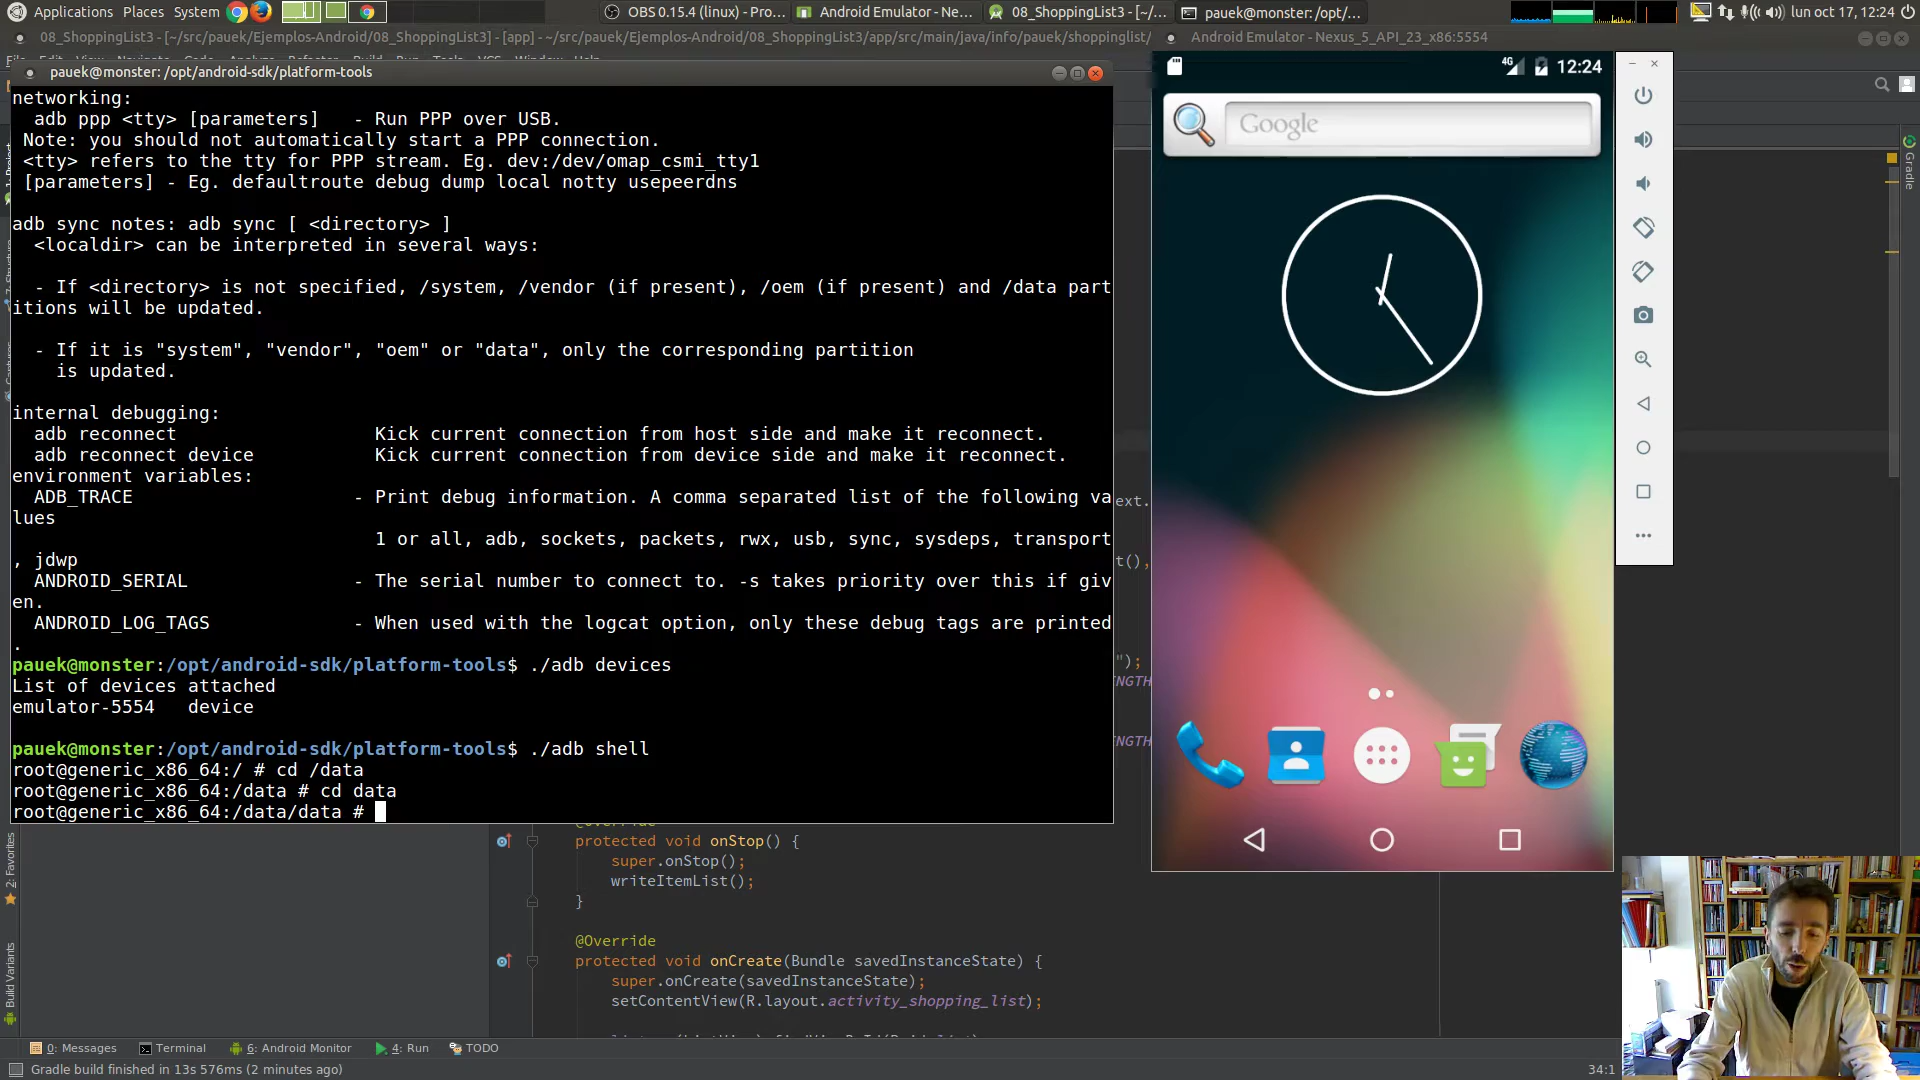 Applications Places System
OBS 0.15.4 (linux) - Pro...
Android Emulator - Ne...
08_ShoppingList3 - [~/...
pauek@monster: /opt/...
lun oct 17, 12:24
08_ShoppingList3 - [~/src/pauek/Ejemplos-Android/08_ShoppingList3] - [app] - ~/src/pauek/Ejemplos-Android/08_ShoppingList3/app/src/main/java/info/pauek/shoppinglist/
Android Emulator - Nexus_5_API_23_x86:5554
pauek@monster: /opt/android-sdk/platform-tools
networking:
adb ppp <tty> [parameters] - Run PPP over USB.
Note: you should not automatically start a PPP connection.
<tty> refers to the tty for PPP stream. Eg. dev:/dev/omap_csmi_tty1
[parameters] - Eg. defaultroute debug dump local notty usepeerdns
adb sync notes: adb sync [ <directory> ]
<localdir> can be interpreted in several ways:
- If <directory> is not specified, /system, /vendor (if present), /oem (if present) and /data part
itions will be updated.
- If it is "system", "vendor", "oem" or "data", only the corresponding partition
is updated.
internal debugging:
adb reconnect Kick current connection from host side and make it reconnect.
adb reconnect device Kick current connection from device side and make it reconnect.
environment variables:
ADB_TRACE - Print debug information. A comma separated list of the following va
lues
1 or all, adb, sockets, packets, rwx, usb, sync, sysdeps, transport
, jdwp
ANDROID_SERIAL - The serial number to connect to. -s takes priority over this if giv
en.
ANDROID_LOG_TAGS - When used with the logcat option, only these debug tags are printed
.
pauek@monster:/opt/android-sdk/platform-tools$ ./adb devices
List of devices attached
emulator-5554 device
pauek@monster:/opt/android-sdk/platform-tools$ ./adb shell
root@generic_x86_64:/ # cd /data
root@generic_x86_64:/data # cd data
root@generic_x86_64:/data/data #
4G 12:24
Google
Gradle
ext.
t(),
");
NGTH
NGTH
protected void onStop() {
super.onStop();
writeItemList();
}
@Override
protected void onCreate(Bundle savedInstanceState) {
super.onCreate(savedInstanceState);
setContentView(R.layout.activity_shopping_list);
2: Favorites
Build Variants
0: Messages Terminal 6: Android Monitor 4: Run TODO
Gradle build finished in 13s 576ms (2 minutes ago)
34:1